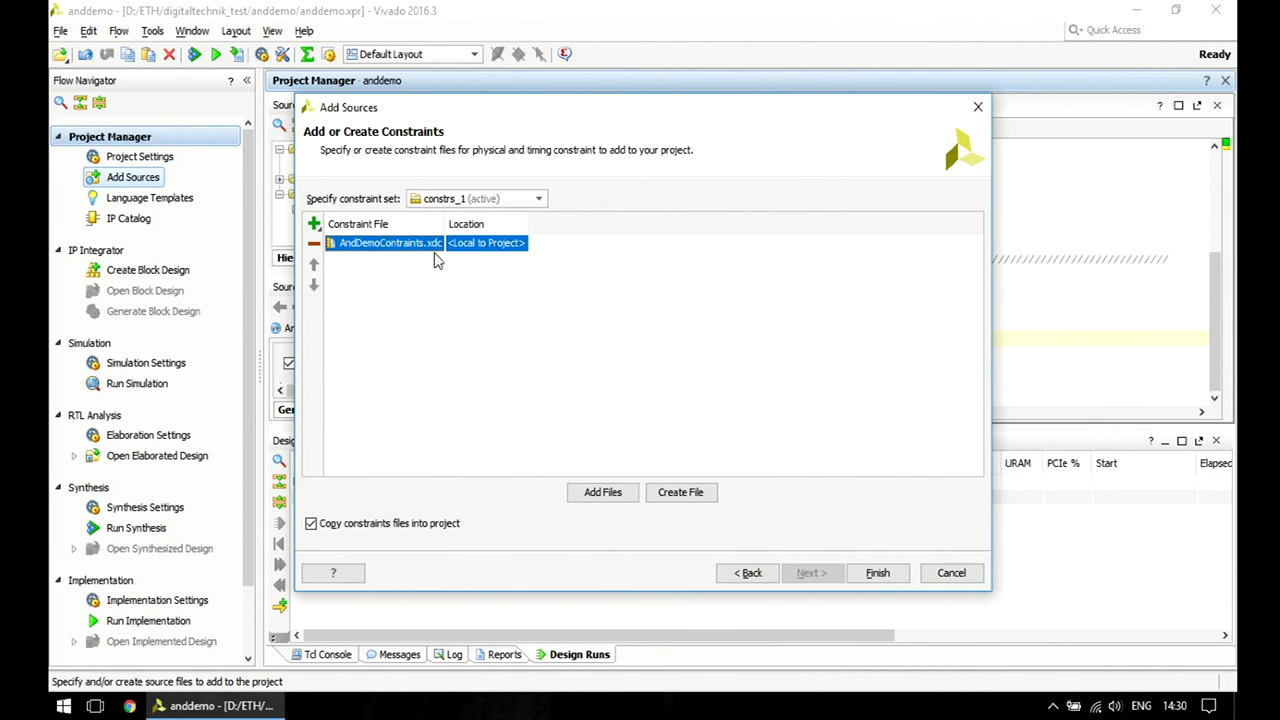 anddemo - [D:/ETH/digitaltechnik_test/anddemo/anddemo.xpr] - Vivado 2016.3
File Edit Flow Tools Window Layout View Help
Quick Access
Default Layout
Ready
Flow Navigator
Project Manager - anddemo
Project Manager
Project Settings
Add Sources
Language Templates
IP Catalog
IP Integrator
Create Block Design
Open Block Design
Generate Block Design
Simulation
Simulation Settings
Run Simulation
RTL Analysis
Elaboration Settings
Open Elaborated Design
Synthesis
Synthesis Settings
Run Synthesis
Open Synthesized Design
Implementation
Implementation Settings
Run Implementation
Open Implemented Design
Add Sources
Add or Create Constraints
Specify or create constraint files for physical and timing constraint to add to your project.
Specify constraint set: constrs_1 (active)
Constraint File Location
AndDemoContraints.xdc <Local to Project>
Add Files Create File
Copy constraints files into project
? < Back Next > Finish Cancel
URAM PCIe % Start Elapsed
Tcl Console Messages Log Reports Design Runs
Specify and/or create source files to add to the project
anddemo - [D:/ETH/...
ENG 14:30